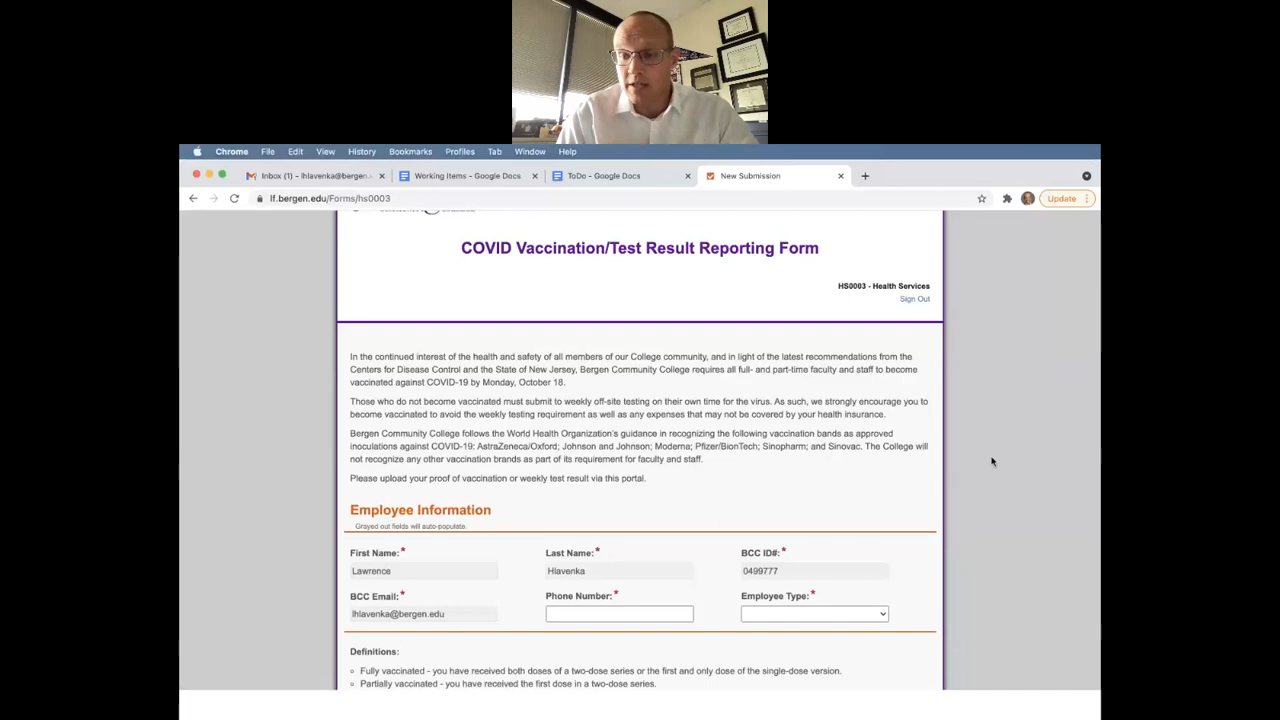 Chrome File Edit View History Bookmarks Profiles Tab Window Help
Inbox (1) - lhlavenka@bergen. Working Items - Google Docs ToDo - Google Docs New Submission
lf.bergen.edu/Forms/hs0003 Update
COVID Vaccination/Test Result Reporting Form
HS0003 - Health Services
Sign Out
In the continued interest of the health and safety of all members of our College community, and in light of the latest recommendations from the
Centers for Disease Control and the State of New Jersey, Bergen Community College requires all full- and part-time faculty and staff to become
vaccinated against COVID-19 by Monday, October 18.
Those who do not become vaccinated must submit to weekly off-site testing on their own time for the virus. As such, we strongly encourage you to
become vaccinated to avoid the weekly testing requirement as well as any expenses that may not be covered by your health insurance.
Bergen Community College follows the World Health Organization's guidance in recognizing the following vaccination bands as approved
inoculations against COVID-19: AstraZeneca/Oxford; Johnson and Johnson; Moderna; Pfizer/BionTech; Sinopharm; and Sinovac. The College will
not recognize any other vaccination brands as part of its requirement for faculty and staff.
Please upload your proof of vaccination or weekly test result via this portal.
Employee Information
Grayed out fields will auto-populate.
First Name:* Last Name:* BCC ID#:*
Lawrence Hlavenka 0499777
BCC Email:* Phone Number:* Employee Type:*
lhlavenka@bergen.edu
Definitions:
Fully vaccinated - you have received both doses of a two-dose series or the first and only dose of the single-dose version.
Partially vaccinated - you have received the first dose in a two-dose series.